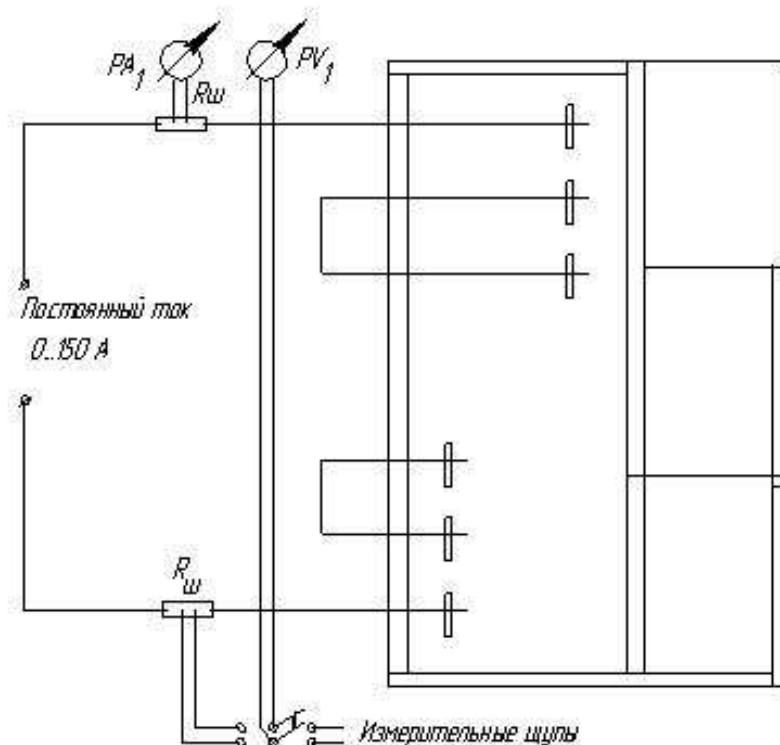 PA1
PV1
Rш
Постоянный ток
0...150 А
Rш
Измерительные щупы